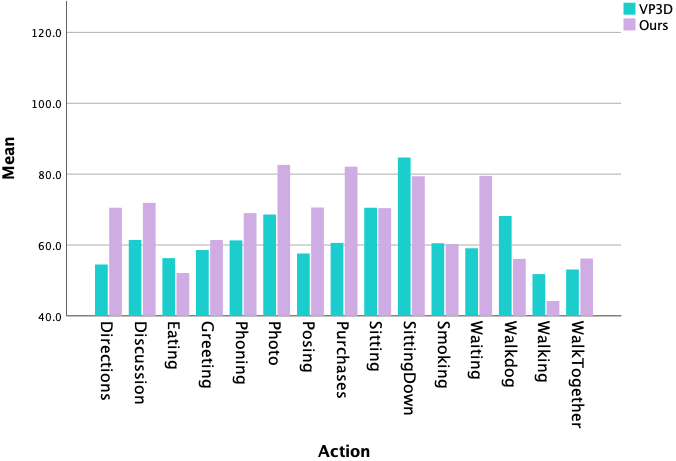 VP3D
Ours
120.0
100.0
80.0
60.0
40.0
Mean
Directions
Discussion
Eating
Greeting
Phoning
Photo
Posing
Purchases
Sitting
SittingDown
Smoking
Waiting
Walkdog
Walking
WalkTogether
Action